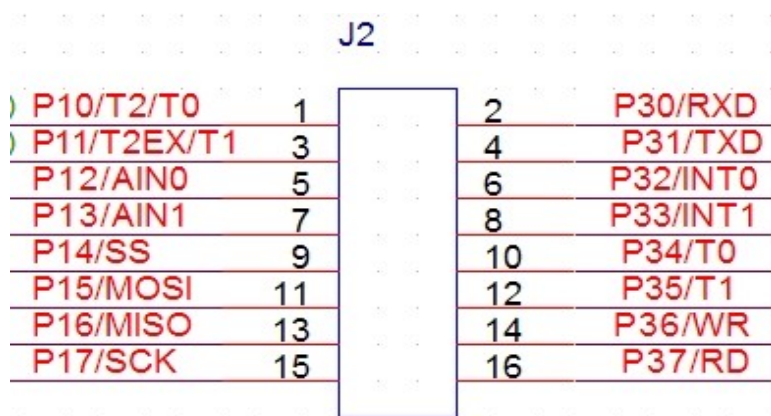 J2
P10/T2/T0 1 2 P30/RXD
P11/T2EX/T1 3 4 P31/TXD
P12/AIN0 5 6 P32/INT0
P13/AIN1 7 8 P33/INT1
P14/SS 9 10 P34/T0
P15/MOSI 11 12 P35/T1
P16/MISO 13 14 P36/WR
P17/SCK 15 16 P37/RD